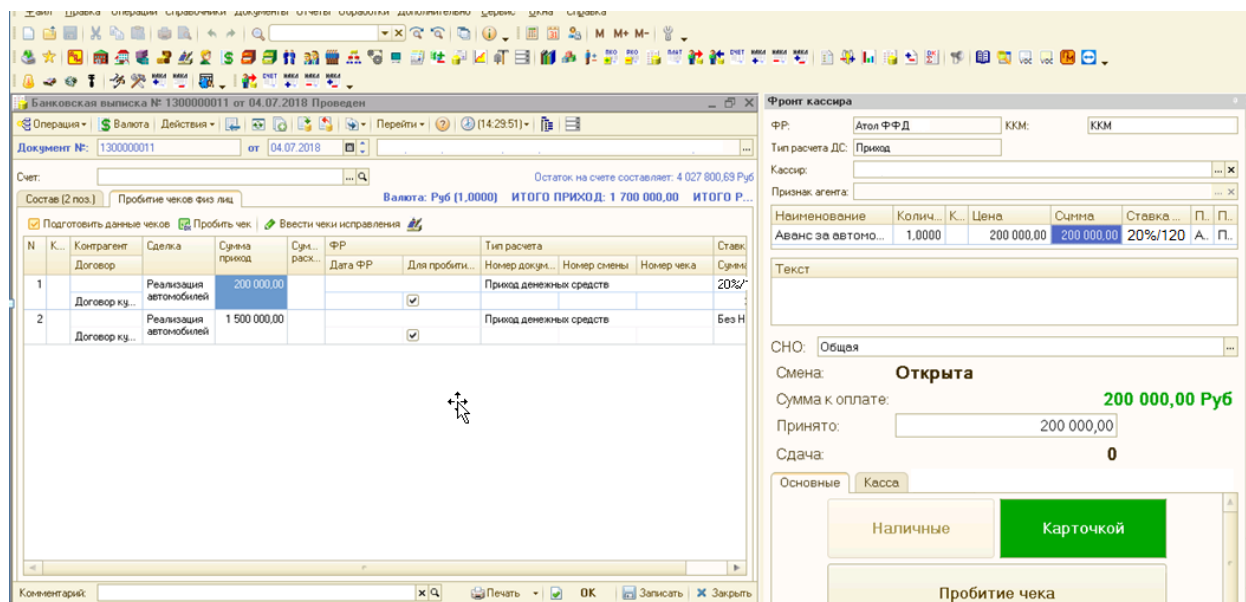 Файл Правка Операции Справочники Документы Отчеты Обработки Дополнительно Сервис Окна Справка
M M+ M-
Банковская выписка № 1300000011 от 04.07.2018 Проведен
Операция Валюта Действия Перейти (14:29:51)
Документ №: 1300000011 от 04.07.2018
Счет: Остаток на счете составляет: 4 027 800,69 Руб
Состав (2 поз.) Пробитие чеков физ лиц Валюта: Руб (1,0000) ИТОГО ПРИХОД: 1 700 000,00 ИТОГО Р...
Подготовить данные чеков Пробить чек Ввести чеки исправления
N К... Контрагент Сделка Сумма приход Сум... расх... ФР Тип расчета Ставк
Договор Дата ФР Для пробити... Номер докум... Номер смены Номер чека Сумма
1 Реализация автомобилей 200 000,00 Приход денежных средств 20%/
Договор ку...
2 Реализация автомобилей 1 500 000,00 Приход денежных средств Без Н
Договор ку...
Комментарий: Печать OK Записать Закрыть
Фронт кассира
ФР: Атол ФФД ККМ: ККМ
Тип расчета ДС: Приход
Кассир:
Признак агента:
Наименование Колич... К... Цена Сумма Ставка ... П.. П..
Аванс за автомо... 1,0000 200 000,00 200 000,00 20%/120 А.. П..
Текст
СНО: Общая
Смена: Открыта
Сумма к оплате: 200 000,00 Руб
Принято: 200 000,00
Сдача: 0
Основные Касса
Наличные Карточкой
Пробитие чека